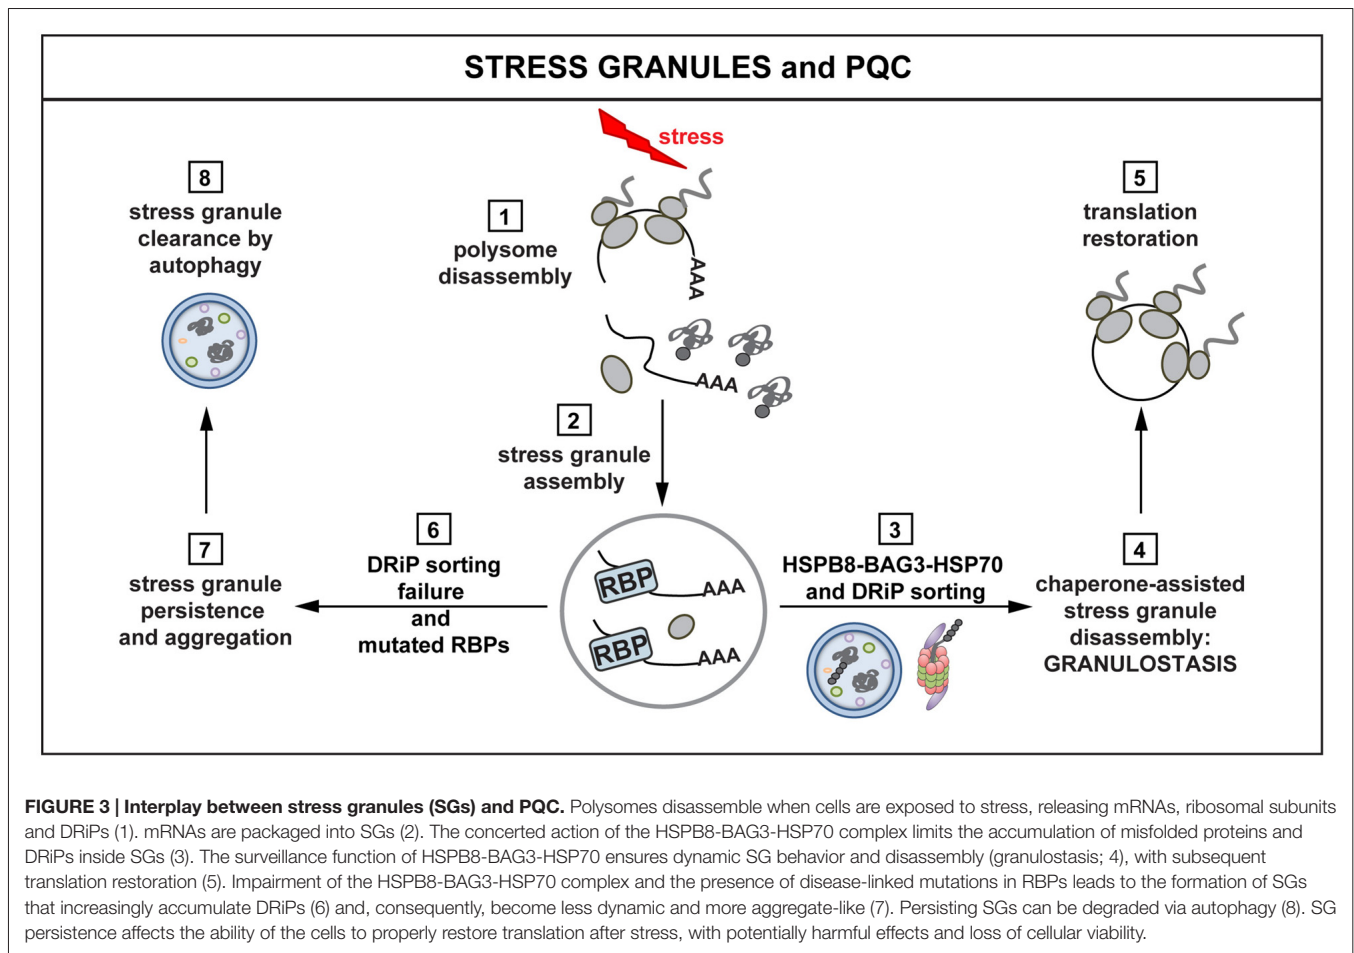 STRESS GRANULES and PQC
stress
8
stress granule
clearance by
autophagy
1
polysome
disassembly
AAA
AAA
5
translation
restoration
2
stress granule
assembly
7
stress granule
persistence
and aggregation
6
DRiP sorting
failure
and
mutated RBPs
RBP
AAA
RBP
AAA
3
HSPB8-BAG3-HSP70
and DRiP sorting
4
chaperone-assisted
stress granule
disassembly:
GRANULOSTASIS
FIGURE 3 | Interplay between stress granules (SGs) and PQC. Polysomes disassemble when cells are exposed to stress, releasing mRNAs, ribosomal subunits
and DRiPs (1). mRNAs are packaged into SGs (2). The concerted action of the HSPB8-BAG3-HSP70 complex limits the accumulation of misfolded proteins and
DRiPs inside SGs (3). The surveillance function of HSPB8-BAG3-HSP70 ensures dynamic SG behavior and disassembly (granulostasis; 4), with subsequent
translation restoration (5). Impairment of the HSPB8-BAG3-HSP70 complex and the presence of disease-linked mutations in RBPs leads to the formation of SGs
that increasingly accumulate DRiPs (6) and, consequently, become less dynamic and more aggregate-like (7). Persisting SGs can be degraded via autophagy (8). SG
persistence affects the ability of the cells to properly restore translation after stress, with potentially harmful effects and loss of cellular viability.